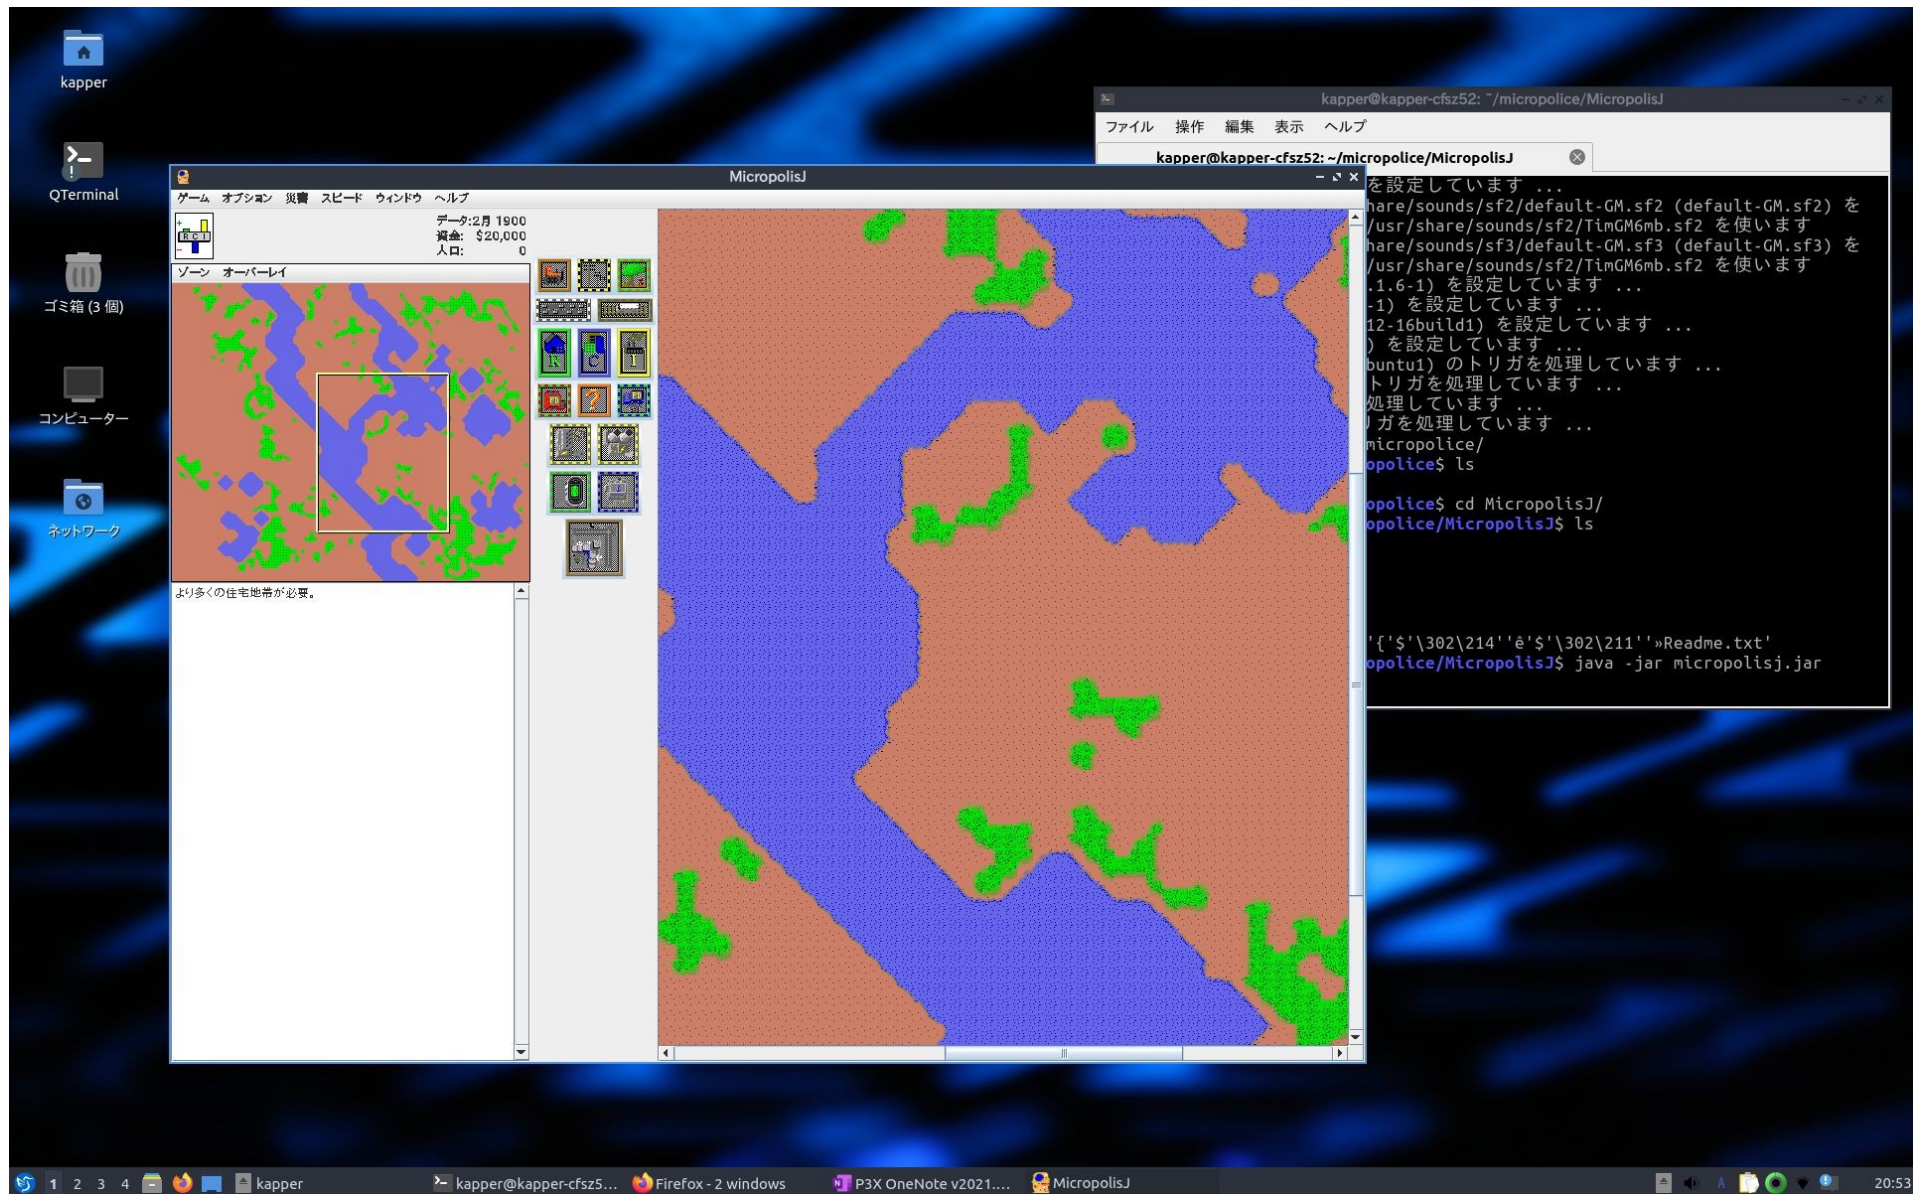 kapper
QTerminal
ゴミ箱 (3 個)
コンピューター
ネットワーク
kapper@kapper-cfsz52: ~/micropolice/MicropolisJ
ファイル 操作 編集 表示 ヘルプ
kapper@kapper-cfsz52: ~/micropolice/MicropolisJ
MicropolisJ
ゲーム オプション 災害 スピード ウィンドウ ヘルプ
データ:2月 1900
資金: $20,000
人口: 0
R C I
ゾーン オーバーレイ
R C I
?
より多くの住宅地帯が必要。
を設定しています ...
hare/sounds/sf2/default-GM.sf2 (default-GM.sf2) を
/usr/share/sounds/sf2/TimGM6mb.sf2 を使います
hare/sounds/sf3/default-GM.sf3 (default-GM.sf3) を
/usr/share/sounds/sf2/TimGM6mb.sf2 を使います
.1.6-1) を設定しています ...
-1) を設定しています ...
12-16build1) を設定しています ...
) を設定しています ...
buntu1) のトリガを処理しています ...
トリガを処理しています ...
処理しています ...
ガを処理しています ...
micropolice/
opolice$ ls
opolice$ cd MicropolisJ/
opolice/MicropolisJ$ ls
'{'$'\302\214''ê'$'\302\211''»Readme.txt'
opolice/MicropolisJ$ java -jar micropolisj.jar
1 2 3 4 kapper kapper@kapper-cfsz5... Firefox - 2 windows P3X OneNote v2021.... MicropolisJ A 20:53